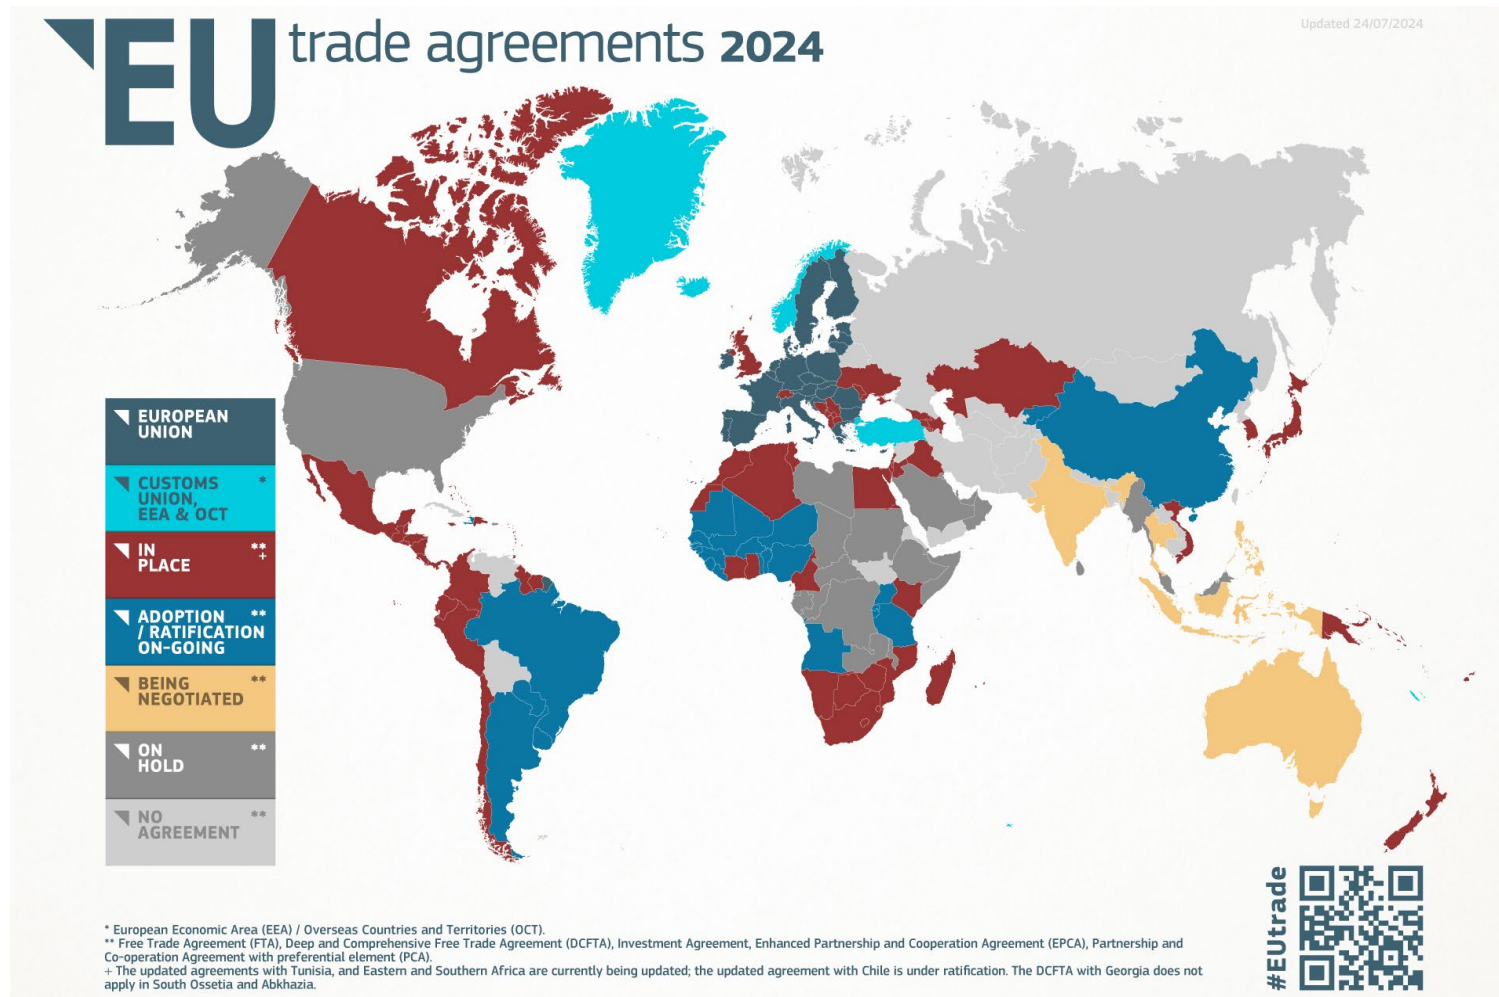 EU trade agreements 2024
Updated 24/07/2024
EUROPEAN
UNION
CUSTOMS *
UNION,
EEA & OCT
IN **
PLACE +
ADOPTION **
/ RATIFICATION
ON-GOING
BEING **
NEGOTIATED
ON **
HOLD
NO **
AGREEMENT
#EUtrade
* European Economic Area (EEA) / Overseas Countries and Territories (OCT).
** Free Trade Agreement (FTA), Deep and Comprehensive Free Trade Agreement (DCFTA), Investment Agreement, Enhanced Partnership and Cooperation Agreement (EPCA), Partnership and
Co-operation Agreement with preferential element (PCA).
+ The updated agreements with Tunisia, and Eastern and Southern Africa are currently being updated; the updated agreement with Chile is under ratification. The DCFTA with Georgia does not
apply in South Ossetia and Abkhazia.